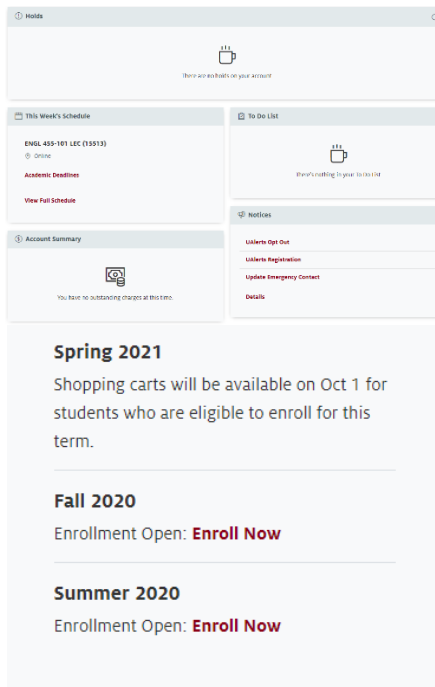 Holds
There are no holds on your account
This Week's Schedule
ENGL 455-101 LEC (15513)
Online
Academic Deadlines
View Full Schedule
To Do List
There's nothing in your To Do List
Notices
UAlerts Opt Out
UAlerts Registration
Update Emergency Contact
Details
Account Summary
You have no outstanding charges at this time.
Spring 2021
Shopping carts will be available on Oct 1 for
students who are eligible to enroll for this
term.
Fall 2020
Enrollment Open: Enroll Now
Summer 2020
Enrollment Open: Enroll Now